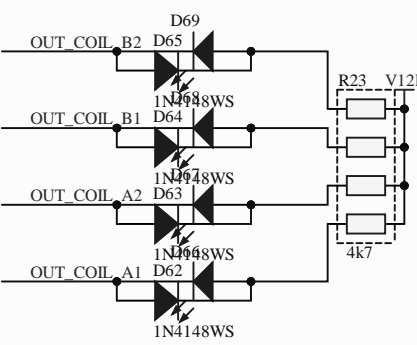 D69
OUT_COIL_B2 D65
1N4148WS
R23 V12
D68
OUT_COIL_B1 D64
1N4148WS
D67
OUT_COIL_A2 D63
1N4148WS
D66
4k7
OUT_COIL_A1 D62
1N4148WS